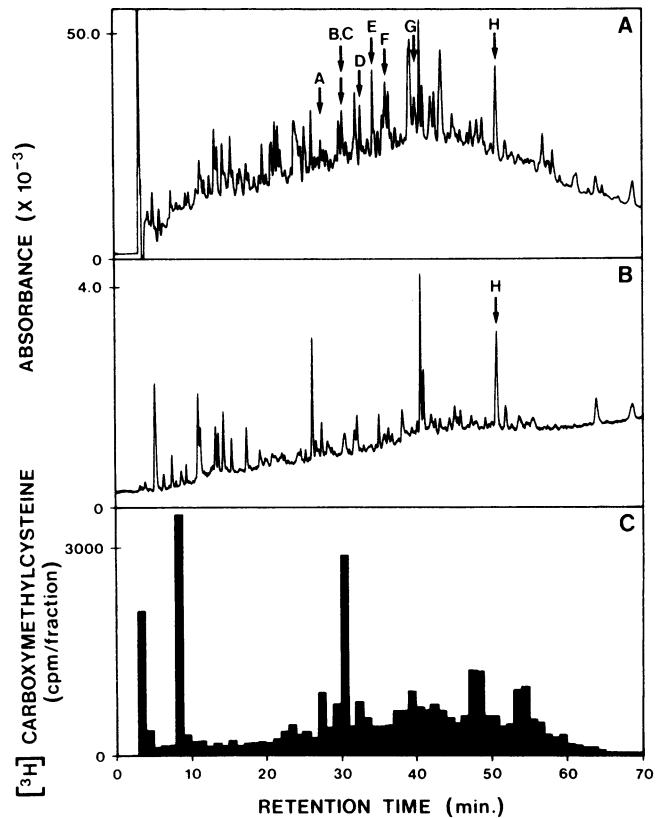 50.0
A
B,C
D
E
F
G
H
A
0
4.0
H
B
0
3000
C
0
0 10 20 30 40 50 60 70
RETENTION TIME (min.)
ABSORBANCE (X 10⁻³)
[³H] CARBOXYMETHYLCYSTEINE
(cpm/fraction)